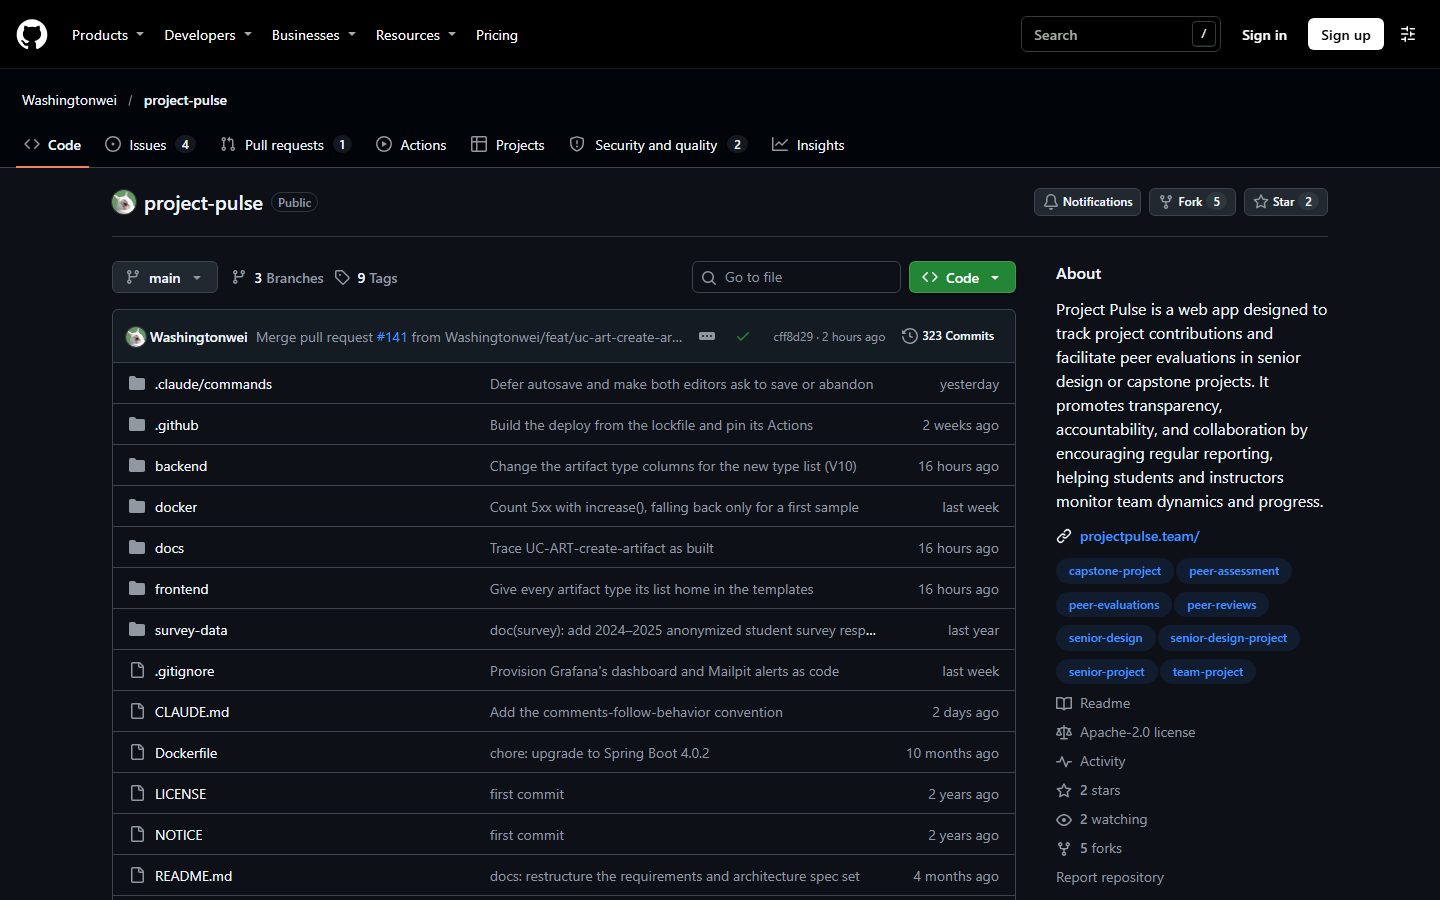 Products Developers Businesses Resources Pricing Search / Sign in Sign up
Washingtonwei / project-pulse
Code Issues 4 Pull requests 1 Actions Projects Security and quality 2 Insights
project-pulse Public Notifications Fork 5 Star 2
main 3 Branches 9 Tags Go to file Code
Washingtonwei Merge pull request #141 from Washingtonwei/feat/uc-art-create-ar... cff8d29 · 2 hours ago 323 Commits
.claude/commands Defer autosave and make both editors ask to save or abandon yesterday
.github Build the deploy from the lockfile and pin its Actions 2 weeks ago
backend Change the artifact type columns for the new type list (V10) 16 hours ago
docker Count 5xx with increase(), falling back only for a first sample last week
docs Trace UC-ART-create-artifact as built 16 hours ago
frontend Give every artifact type its list home in the templates 16 hours ago
survey-data doc(survey): add 2024–2025 anonymized student survey resp... last year
.gitignore Provision Grafana's dashboard and Mailpit alerts as code last week
CLAUDE.md Add the comments-follow-behavior convention 2 days ago
Dockerfile chore: upgrade to Spring Boot 4.0.2 10 months ago
LICENSE first commit 2 years ago
NOTICE first commit 2 years ago
README.md docs: restructure the requirements and architecture spec set 4 months ago
About
Project Pulse is a web app designed to
track project contributions and
facilitate peer evaluations in senior
design or capstone projects. It
promotes transparency,
accountability, and collaboration by
encouraging regular reporting,
helping students and instructors
monitor team dynamics and progress.
projectpulse.team/
capstone-project peer-assessment
peer-evaluations peer-reviews
senior-design senior-design-project
senior-project team-project
Readme
Apache-2.0 license
Activity
2 stars
2 watching
5 forks
Report repository